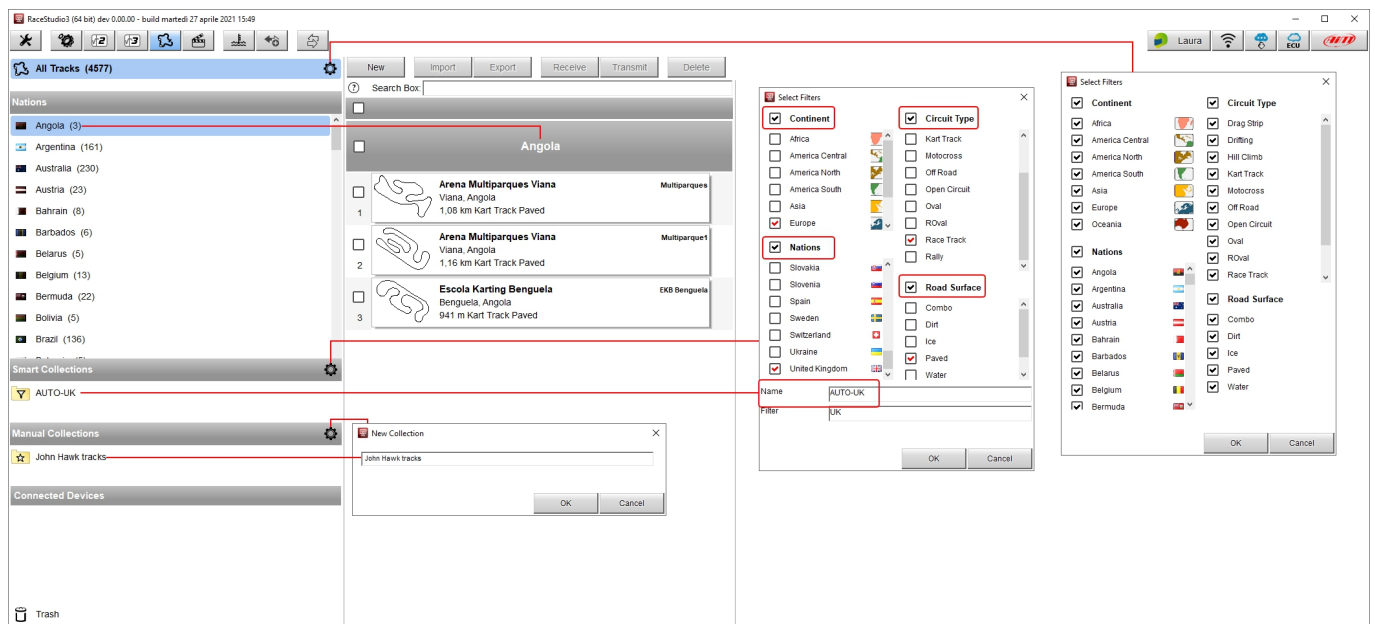 RaceStudio3 (64 bit) dev 0.00.00 - build martedì 27 aprile 2021 15:49
Laura
ECU
All Tracks (4577)
Nations
Angola (3)
Argentina (161)
Australia (230)
Austria (23)
Bahrain (8)
Barbados (6)
Belarus (5)
Belgium (13)
Bermuda (22)
Bolivia (5)
Brazil (136)
Smart Collections
AUTO-UK
Manual Collections
John Hawk tracks
Connected Devices
Trash
New Import Export Receive Transmit Delete
Search Box:
Angola
Arena Multiparques Viana Multiparques
Viana, Angola
1,08 km Kart Track Paved
1
Arena Multiparques Viana Multiparque1
Viana, Angola
1,16 km Kart Track Paved
2
Escola Karting Benguela EKB Benguela
Benguela, Angola
941 m Kart Track Paved
3
New Collection
John Hawk tracks
OK Cancel
Select Filters
Continent
Africa
America Central
America North
America South
Asia
Europe
Nations
Slovakia
Slovenia
Spain
Sweden
Switzerland
Ukraine
United Kingdom
Circuit Type
Kart Track
Motocross
Off Road
Open Circuit
Oval
ROval
Race Track
Rally
Road Surface
Combo
Dirt
Ice
Paved
Water
Name AUTO-UK
Filter UK
OK Cancel
Select Filters
Continent
Africa
America Central
America North
America South
Asia
Europe
Oceania
Nations
Angola
Argentina
Australia
Austria
Bahrain
Barbados
Belarus
Belgium
Bermuda
Circuit Type
Drag Strip
Drifting
Hill Climb
Kart Track
Motocross
Off Road
Open Circuit
Oval
ROval
Race Track
Road Surface
Combo
Dirt
Ice
Paved
Water
OK Cancel